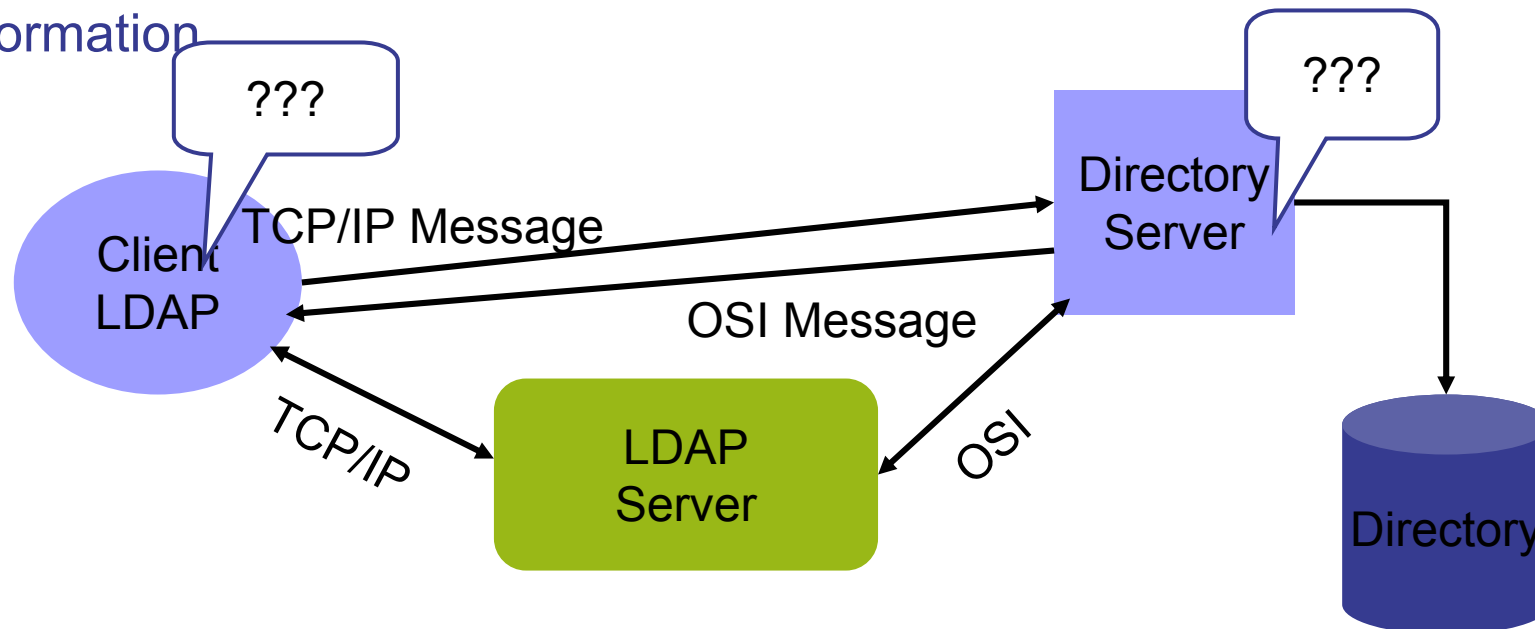 ormation
???
???
Directory
Server
TCP/IP Message
Client
LDAP
OSI Message
TCP/IP
LDAP
Server
OSI
Directory